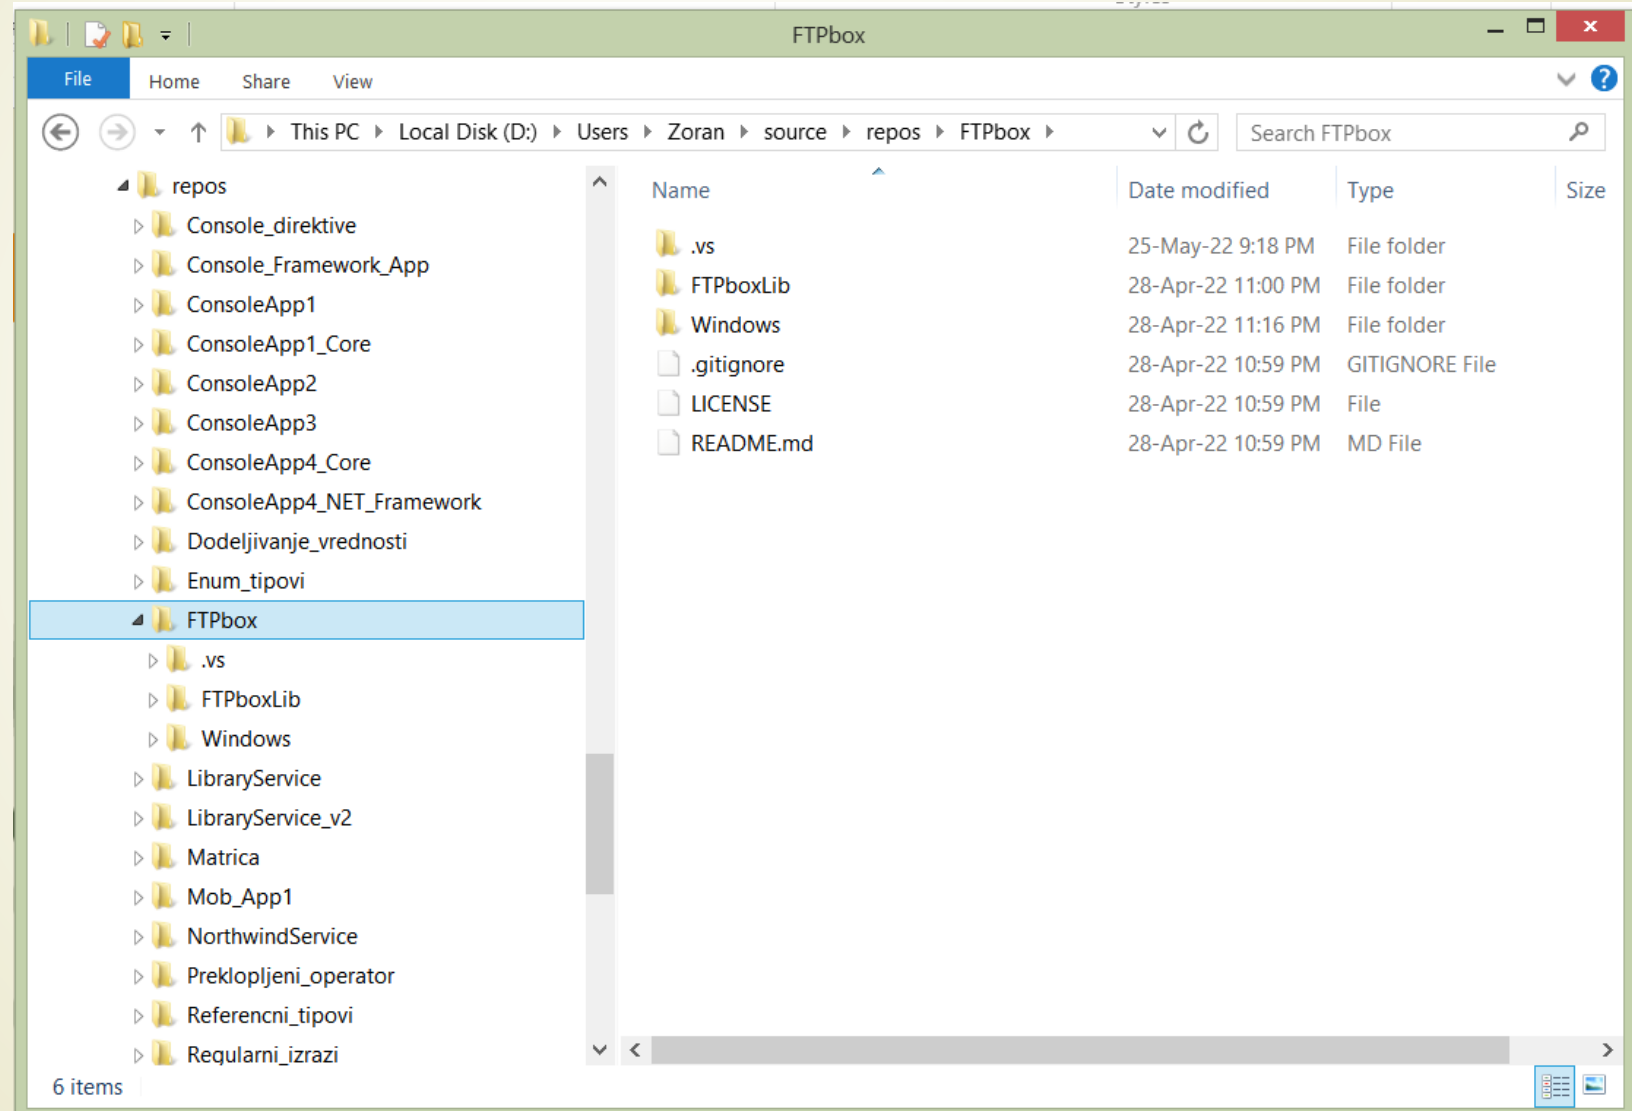 FTPbox
File Home Share View
This PC Local Disk (D:) Users Zoran source repos FTPbox
Search FTPbox
repos
Console_direktive
Console_Framework_App
ConsoleApp1
ConsoleApp1_Core
ConsoleApp2
ConsoleApp3
ConsoleApp4_Core
ConsoleApp4_NET_Framework
Dodeljivanje_vrednosti
Enum_tipovi
FTPbox
.vs
FTPboxLib
Windows
LibraryService
LibraryService_v2
Matrica
Mob_App1
NorthwindService
Preklopljeni_operator
Referencni_tipovi
Regularni_izrazi
Name Date modified Type Size
.vs 25-May-22 9:18 PM File folder
FTPboxLib 28-Apr-22 11:00 PM File folder
Windows 28-Apr-22 11:16 PM File folder
.gitignore 28-Apr-22 10:59 PM GITIGNORE File
LICENSE 28-Apr-22 10:59 PM File
README.md 28-Apr-22 10:59 PM MD File
6 items